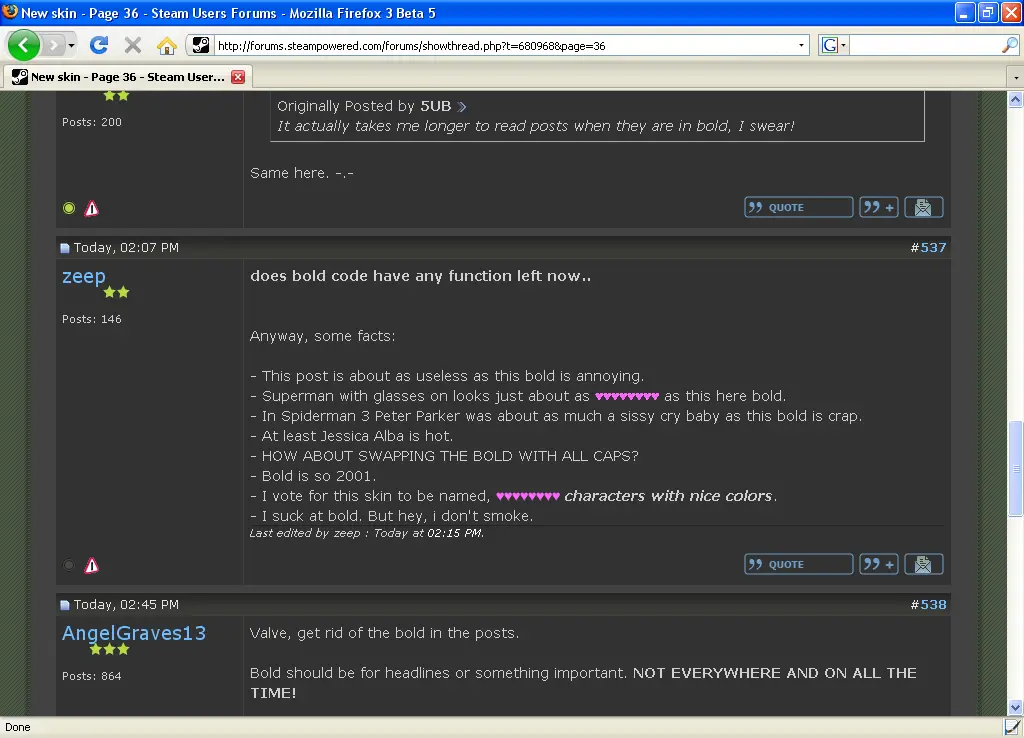 New skin - Page 36 - Steam Users Forums - Mozilla Firefox 3 Beta 5
http://forums.steampowered.com/forums/showthread.php?t=680968&page=36
G
New skin - Page 36 - Steam User...
Posts: 200
Originally Posted by 5UB
It actually takes me longer to read posts when they are in bold, I swear!
Same here. -.-
QUOTE
Today, 02:07 PM #537
zeep
Posts: 146
does bold code have any function left now..
Anyway, some facts:
- This post is about as useless as this bold is annoying.
- Superman with glasses on looks just about as ♥♥♥♥♥♥♥♥ as this here bold.
- In Spiderman 3 Peter Parker was about as much a sissy cry baby as this bold is crap.
- At least Jessica Alba is hot.
- HOW ABOUT SWAPPING THE BOLD WITH ALL CAPS?
- Bold is so 2001.
- I vote for this skin to be named, ♥♥♥♥♥♥♥♥ characters with nice colors.
- I suck at bold. But hey, i don't smoke.
Last edited by zeep : Today at 02:15 PM.
QUOTE
Today, 02:45 PM #538
AngelGraves13
Posts: 864
Valve, get rid of the bold in the posts.
Bold should be for headlines or something important. NOT EVERYWHERE AND ON ALL THE
TIME!
Done